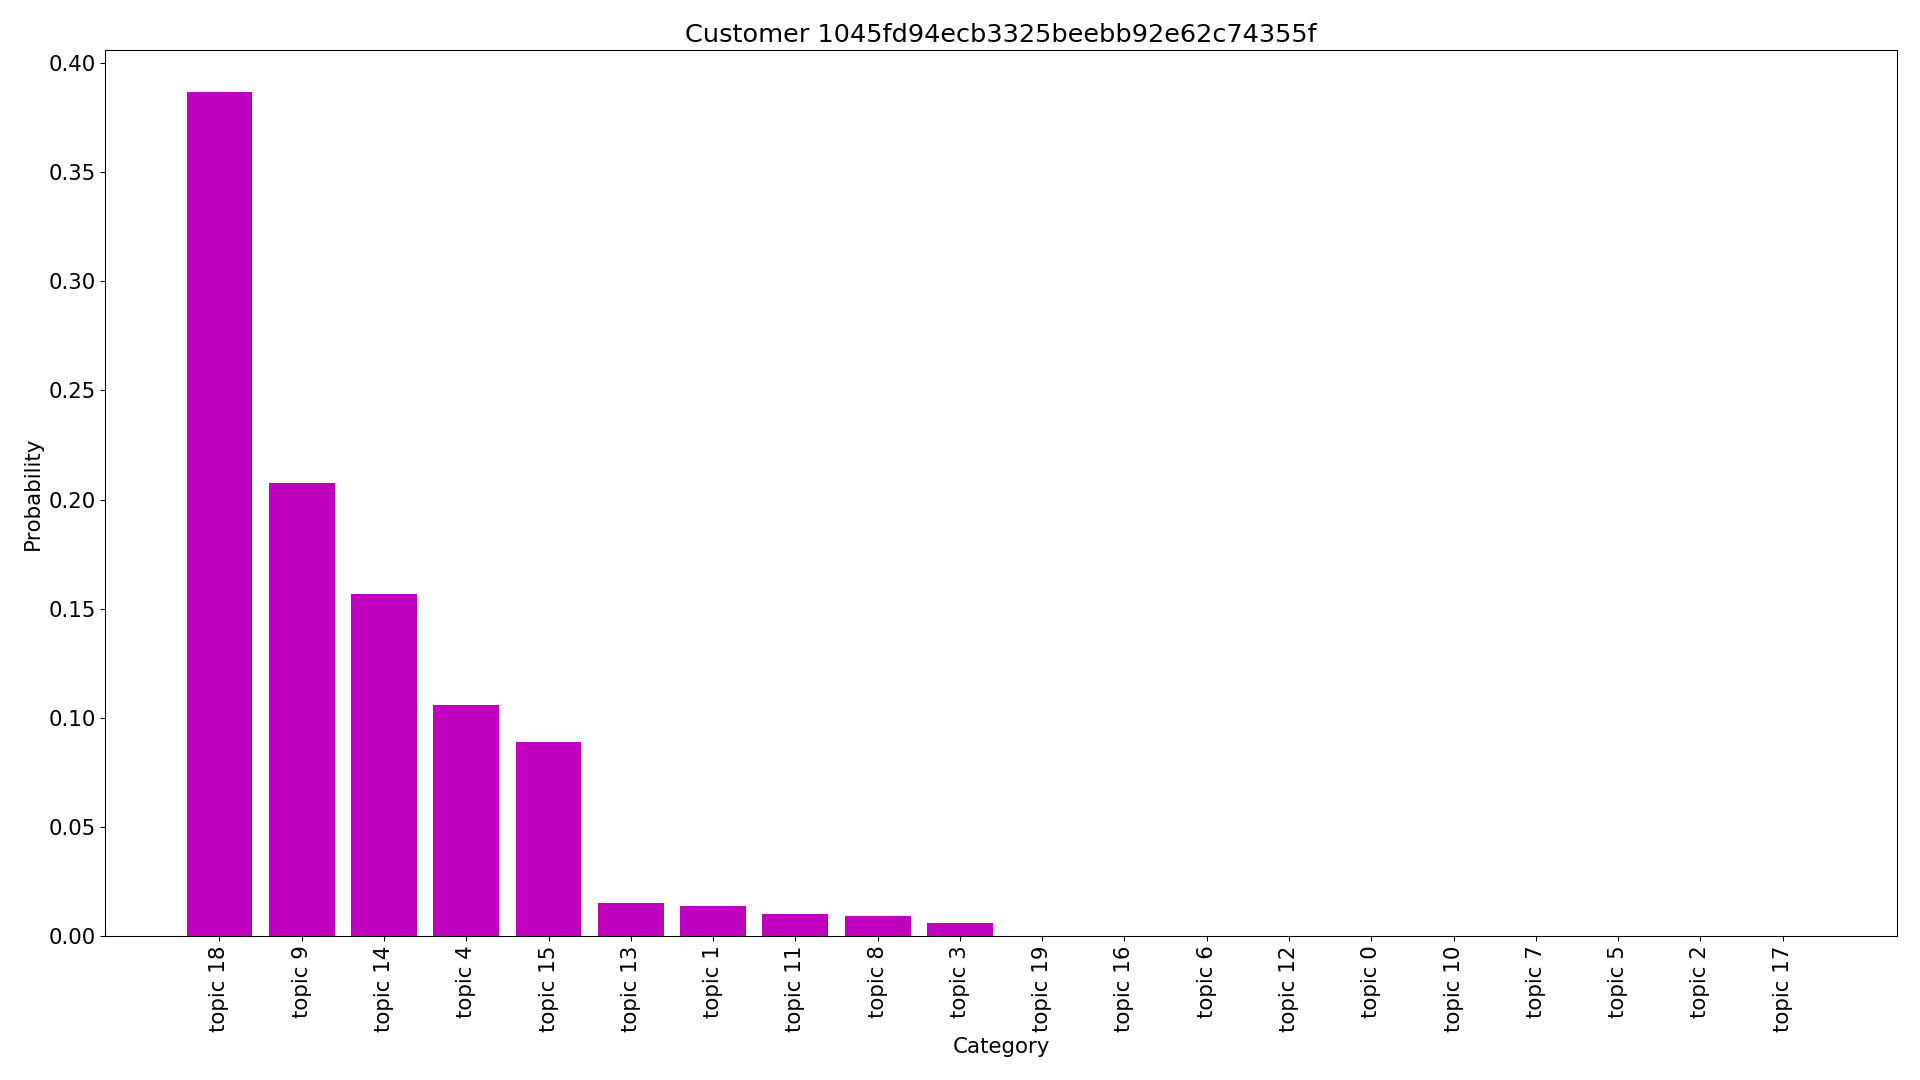 Customer 1045fd94ecb3325beebb92e62c74355f
0.40
0.35
0.30
0.25
0.20
0.15
0.10
0.05
0.00
Probability
topic 18
topic 9
topic 14
topic 4
topic 15
topic 13
topic 1
topic 11
topic 8
topic 3
topic 19
topic 16
topic 6
topic 12
topic 0
topic 10
topic 7
topic 5
topic 2
topic 17
Category